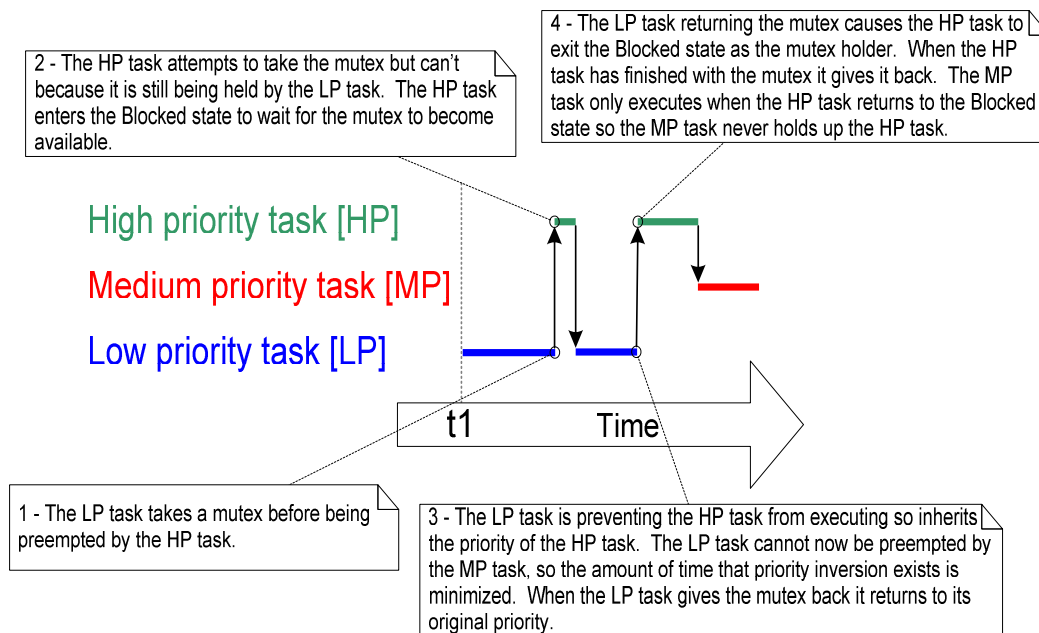 2 - The HP task attempts to take the mutex but can't
because it is still being held by the LP task.  The HP task
enters the Blocked state to wait for the mutex to become
available.
4 - The LP task returning the mutex causes the HP task to
exit the Blocked state as the mutex holder.  When the HP
task has finished with the mutex it gives it back.  The MP
task only executes when the HP task returns to the Blocked
state so the MP task never holds up the HP task.
High priority task [HP]
Medium priority task [MP]
Low priority task [LP]
t1
Time
1 - The LP task takes a mutex before being
preempted by the HP task.
3 - The LP task is preventing the HP task from executing so inherits
the priority of the HP task.  The LP task cannot now be preempted by
the MP task, so the amount of time that priority inversion exists is
minimized.  When the LP task gives the mutex back it returns to its
original priority.